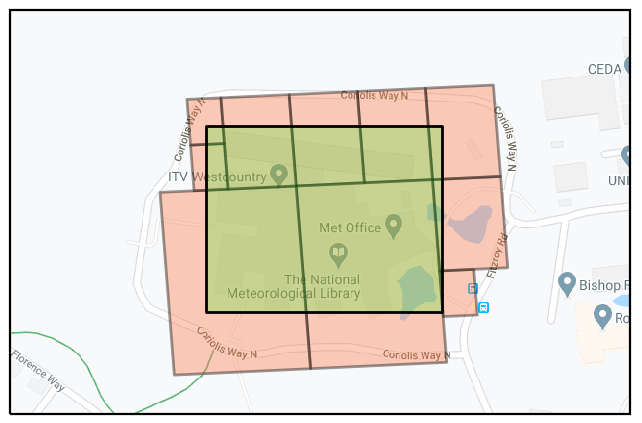 CEDA
Coriolis Way N
Coriolis Way N
Coriolis Way N
ITV Westcountry
UNI
Met Office
Fitzroy Rd
The National
Meteorological Library
Bishop F
Ro
Coriolis Way N
Coriolis Way N
Florence Way